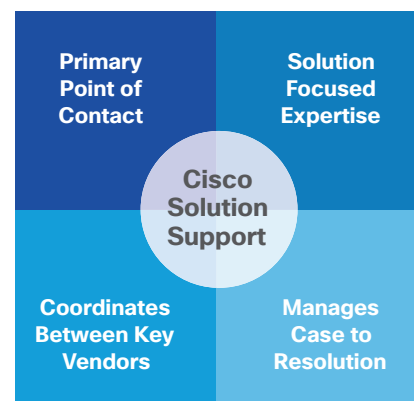 Primary
Point of
Contact
Solution
Focused
Expertise
Cisco
Solution
Support
Coordinates
Between Key
Vendors
Manages
Case to
Resolution